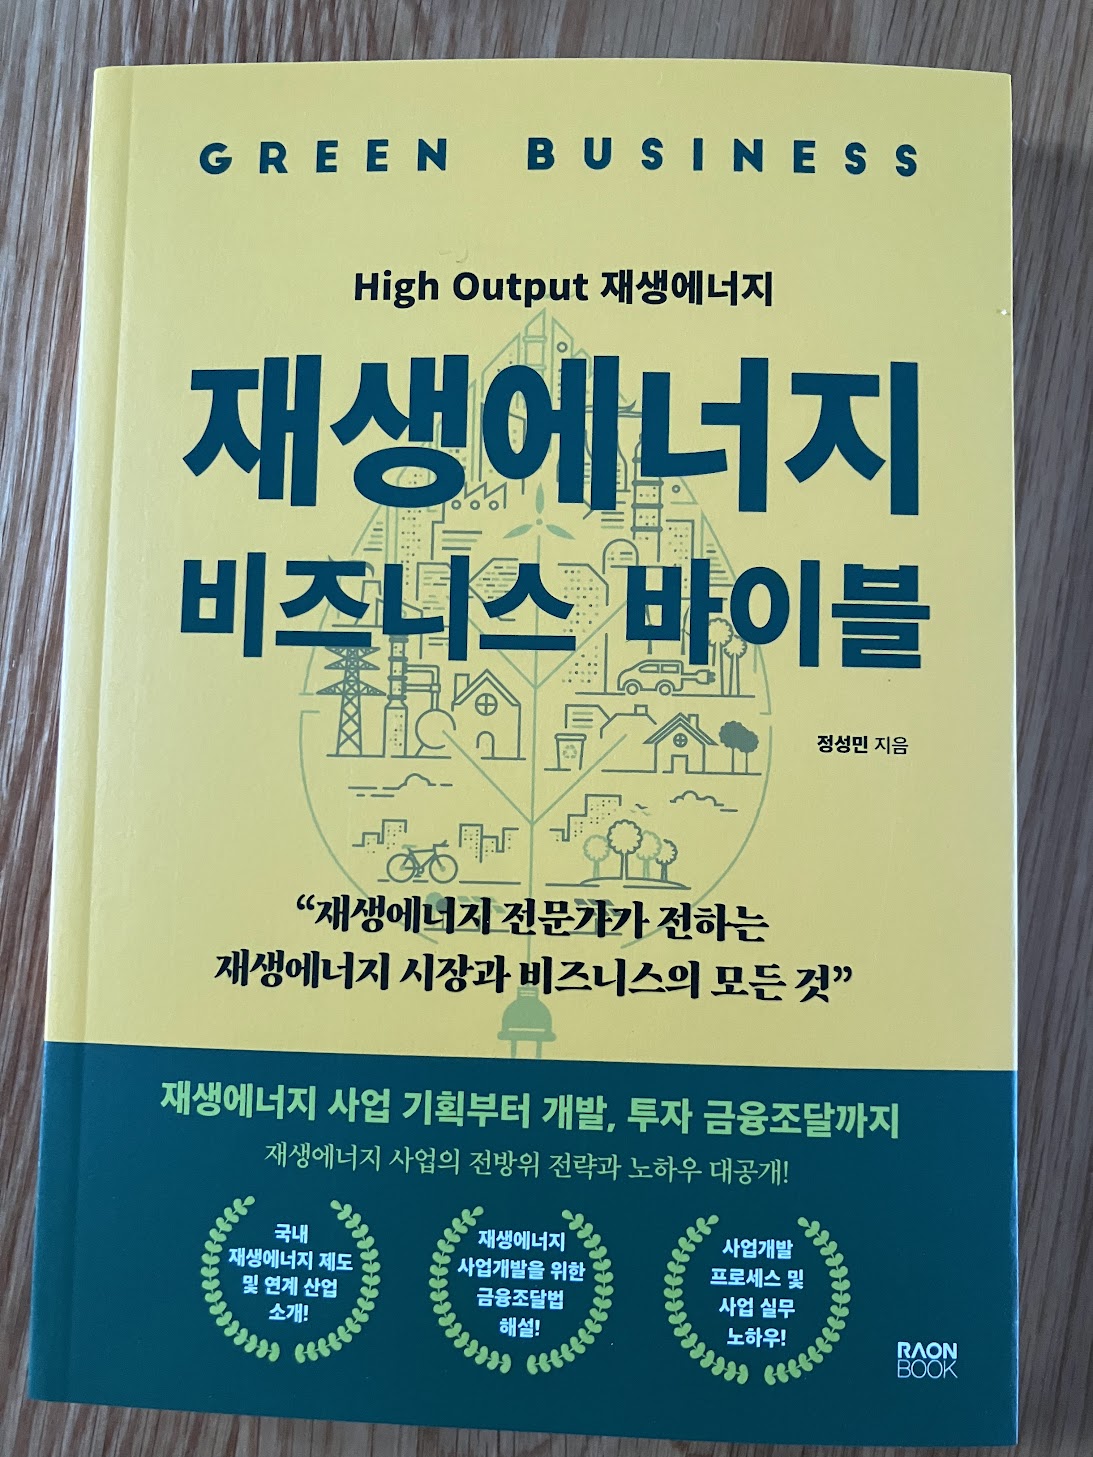 GREEN BUSINESS
High Output 재생에너지
재생에너지
비즈니스 바이블
정성민 지음
“재생에너지 전문가가 전하는
재생에너지 시장과 비즈니스의 모든 것”
재생에너지 사업 기획부터 개발, 투자 금융조달까지
재생에너지 사업의 전방위 전략과 노하우 대공개!
국내
재생에너지 제도
및 연계 산업
소개!
재생에너지
사업개발을 위한
금융조달법
해설!
사업개발
프로세스 및
사업 실무
노하우!
RAON
BOOK